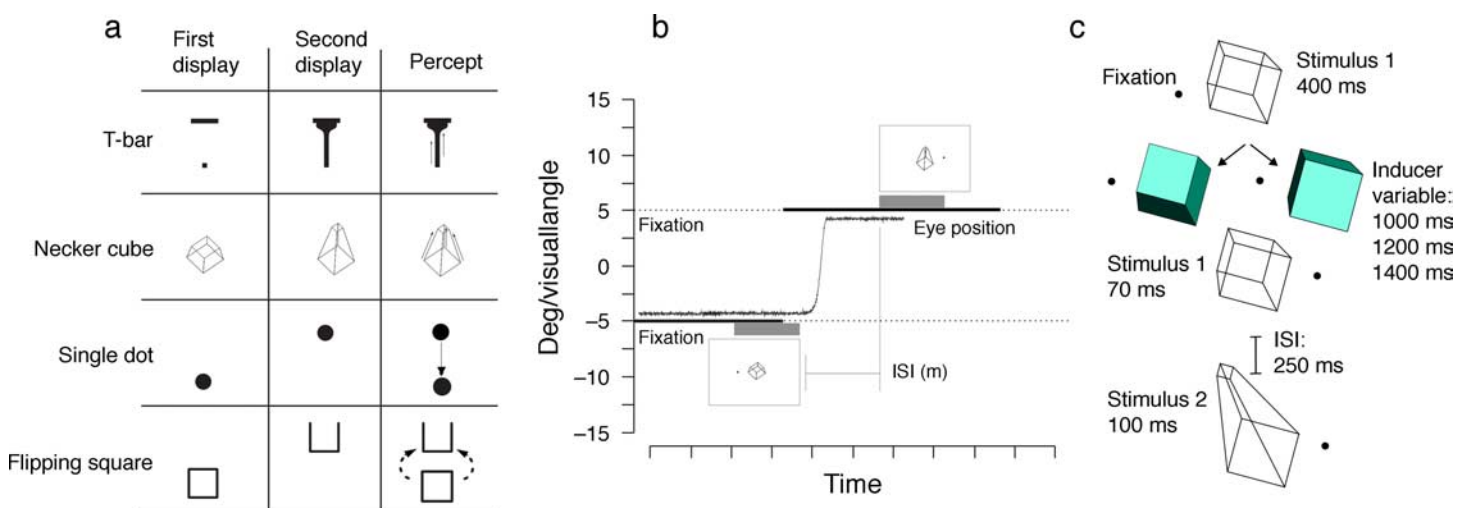 a
First
display
Second
display
Percept
T-bar
Necker cube
Single dot
Flipping square
b
Deg/visuallangle
15
10
5
0
–5
–10
–15
Fixation
Eye position
Fixation
ISI (m)
Time
c
Fixation
Stimulus 1
400 ms
Inducer
variable:
1000 ms
1200 ms
1400 ms
Stimulus 1
70 ms
ISI:
250 ms
Stimulus 2
100 ms